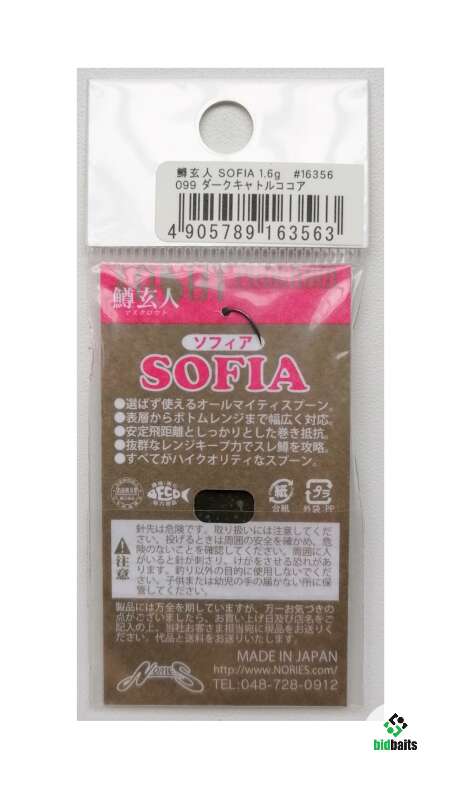 鱒玄人 SOFIA 1.6g #16356
099 ダークキャトルココア
4 905789 163563
鱒玄人
マスクロウト
ソフィア
SOFIA
●選ばず使えるオールマイティスプーン。
●表層からボトムレンジまで幅広く対応。
●安定飛距離としっかりとした巻き抵抗。
●抜群なレンジキープ力でスレ鱒を攻略。
●すべてがハイクオリティなスプーン。
ECO
紙
台紙
プラ
外袋:PP
注意
針先は危険です。取り扱いには注意してくだ
さい。投げるときは周囲の安全を確かめ、危
険のないことを確認してください。周囲に人
がいると針が刺さり、けがをさせる恐れがあり
ます。釣り以外の目的に使用しないでくださ
い。子供または幼児の手の届かない所に保
管してください。
製品には万全を期していますが、万一お気づきの
点がございましたら、お買い上げ日及び店名をご
記入の上、当社お客さま担当宛に現品をお送りく
ださい。代品と送料をお送りいたします。
NORIES
MADE IN JAPAN
http://www.NORIES.com/
TEL:048-728-0912
bidbaits